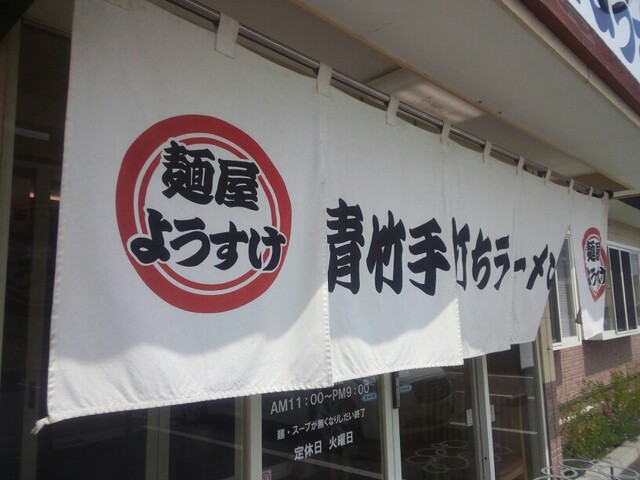 麺屋
ようすけ
青竹手打ちラーメン
麺屋
ようすけ
AM11:00～PM9:00
麺・スープが無くなりしだい終了
定休日 火曜日